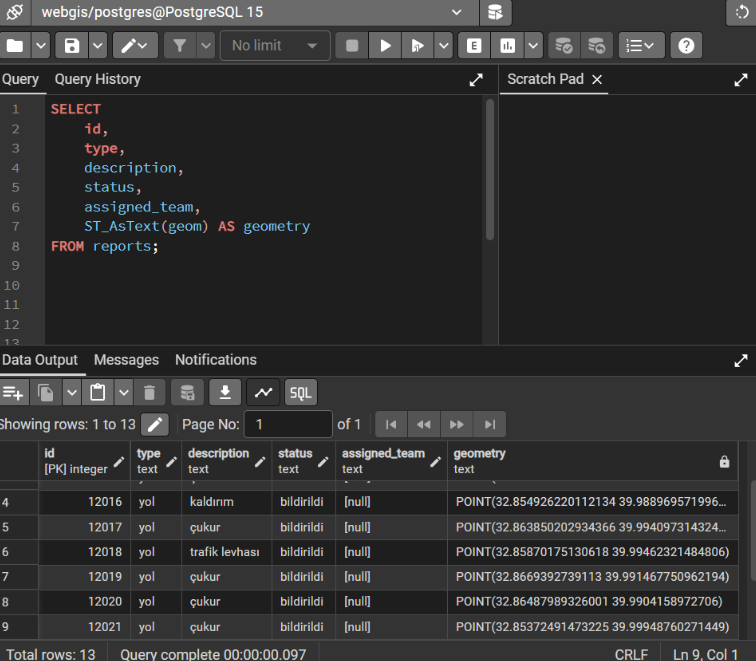 webgis/postgres@PostgreSQL 15
No limit
E
Query Query History Scratch Pad
1 SELECT
2 id,
3 type,
4 description,
5 status,
6 assigned_team,
7 ST_AsText(geom) AS geometry
8 FROM reports;
9
10
11
12
13
Data Output Messages Notifications
SQL
Showing rows: 1 to 13 Page No: 1 of 1
id type description status assigned_team geometry
[PK] integer text text text text text
4 12016 yol kaldırım bildirildi [null] POINT(32.854926220112134 39.988969571996...
5 12017 yol çukur bildirildi [null] POINT(32.863850202934366 39.994097314324...
6 12018 yol trafik levhası bildirildi [null] POINT(32.85870175130618 39.99462321484806)
7 12019 yol çukur bildirildi [null] POINT(32.8669392739113 39.991467750962194)
8 12020 yol çukur bildirildi [null] POINT(32.86487989326001 39.9904158972706)
9 12021 yol çukur bildirildi [null] POINT(32.85372491473225 39.99948760271449)
Total rows: 13 Query complete 00:00:00.097 CRLF Ln 9, Col 1